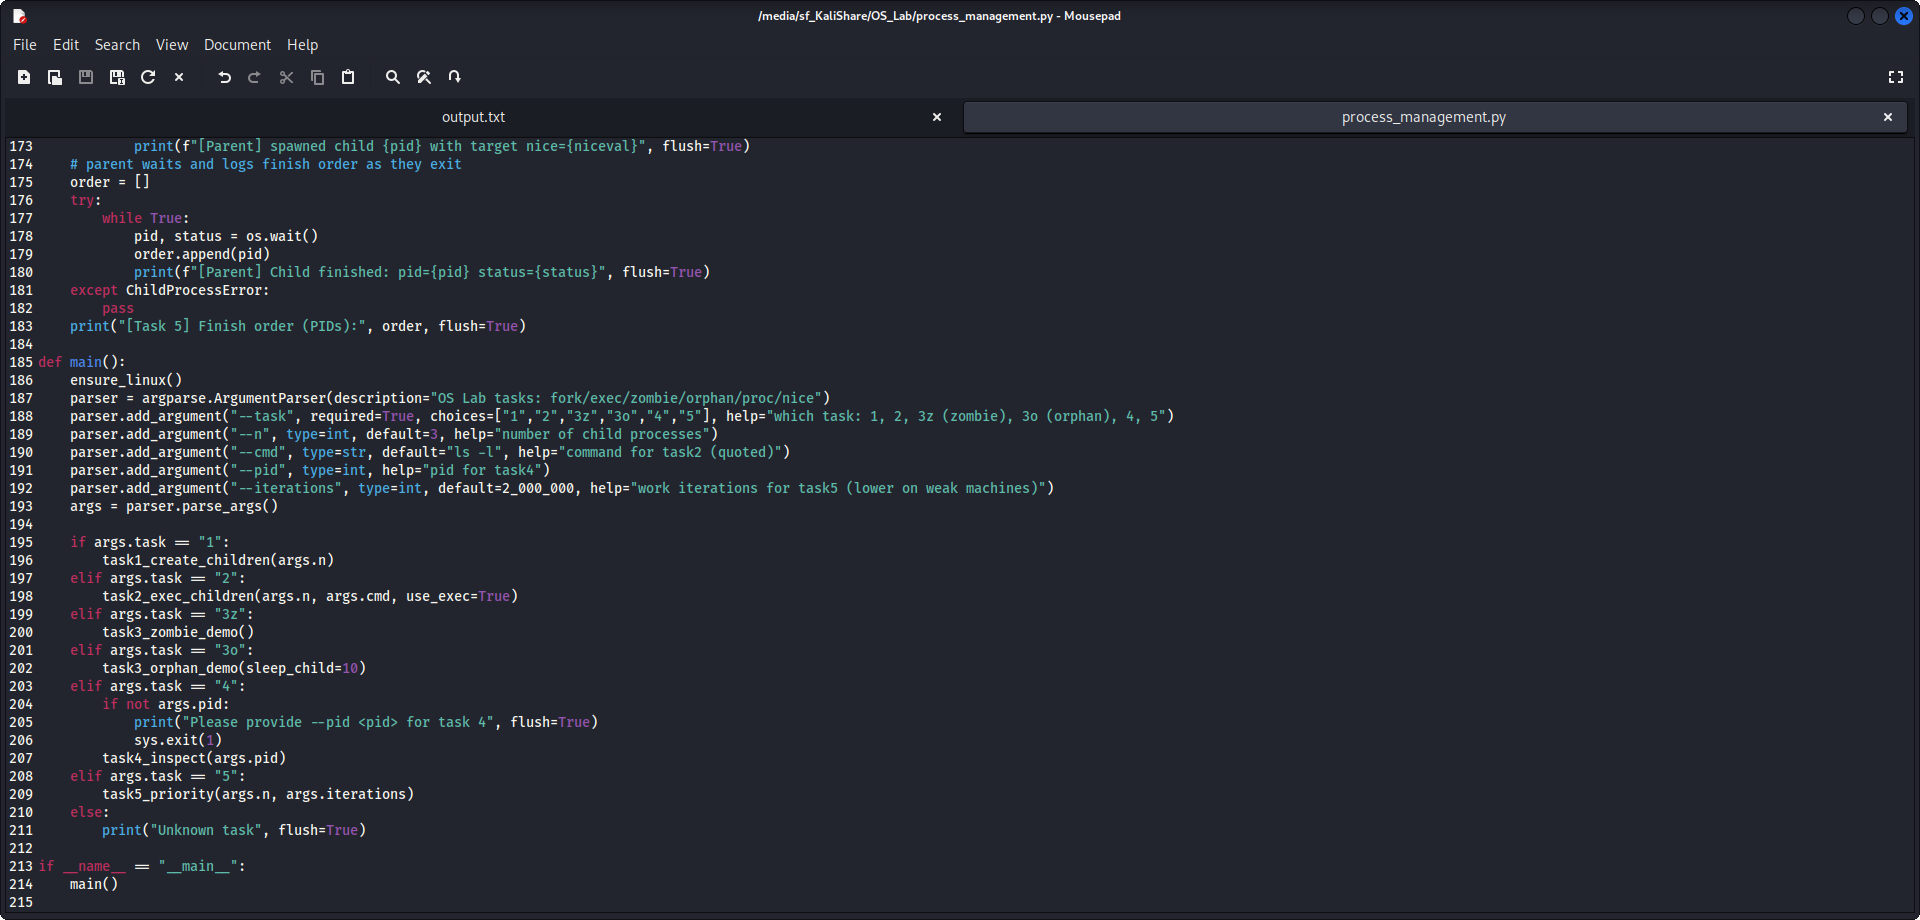 /media/sf_KaliShare/OS_Lab/process_management.py - Mousepad
File Edit Search View Document Help
output.txt
process_management.py
173             print(f"[Parent] spawned child {pid} with target nice={niceval}", flush=True)
174     # parent waits and logs finish order as they exit
175     order = []
176     try:
177         while True:
178             pid, status = os.wait()
179             order.append(pid)
180             print(f"[Parent] Child finished: pid={pid} status={status}", flush=True)
181     except ChildProcessError:
182         pass
183     print("[Task 5] Finish order (PIDs):", order, flush=True)
184
185 def main():
186     ensure_linux()
187     parser = argparse.ArgumentParser(description="OS Lab tasks: fork/exec/zombie/orphan/proc/nice")
188     parser.add_argument("--task", required=True, choices=["1","2","3z","3o","4","5"], help="which task: 1, 2, 3z (zombie), 3o (orphan), 4, 5")
189     parser.add_argument("--n", type=int, default=3, help="number of child processes")
190     parser.add_argument("--cmd", type=str, default="ls -l", help="command for task2 (quoted)")
191     parser.add_argument("--pid", type=int, help="pid for task4")
192     parser.add_argument("--iterations", type=int, default=2_000_000, help="work iterations for task5 (lower on weak machines)")
193     args = parser.parse_args()
194
195     if args.task == "1":
196         task1_create_children(args.n)
197     elif args.task == "2":
198         task2_exec_children(args.n, args.cmd, use_exec=True)
199     elif args.task == "3z":
200         task3_zombie_demo()
201     elif args.task == "3o":
202         task3_orphan_demo(sleep_child=10)
203     elif args.task == "4":
204         if not args.pid:
205             print("Please provide --pid <pid> for task 4", flush=True)
206             sys.exit(1)
207         task4_inspect(args.pid)
208     elif args.task == "5":
209         task5_priority(args.n, args.iterations)
210     else:
211         print("Unknown task", flush=True)
212
213 if __name__ == "__main__":
214     main()
215